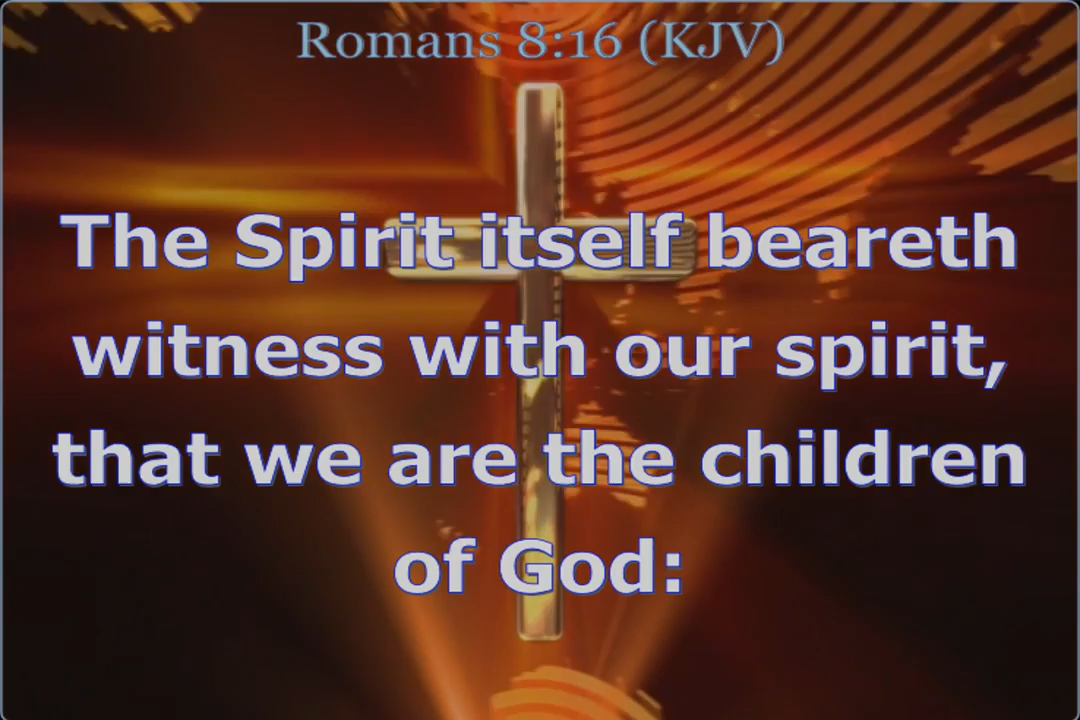 Romans 8:16 (KJV)
The Spirit itself beareth
witness with our spirit,
that we are the children
of God: